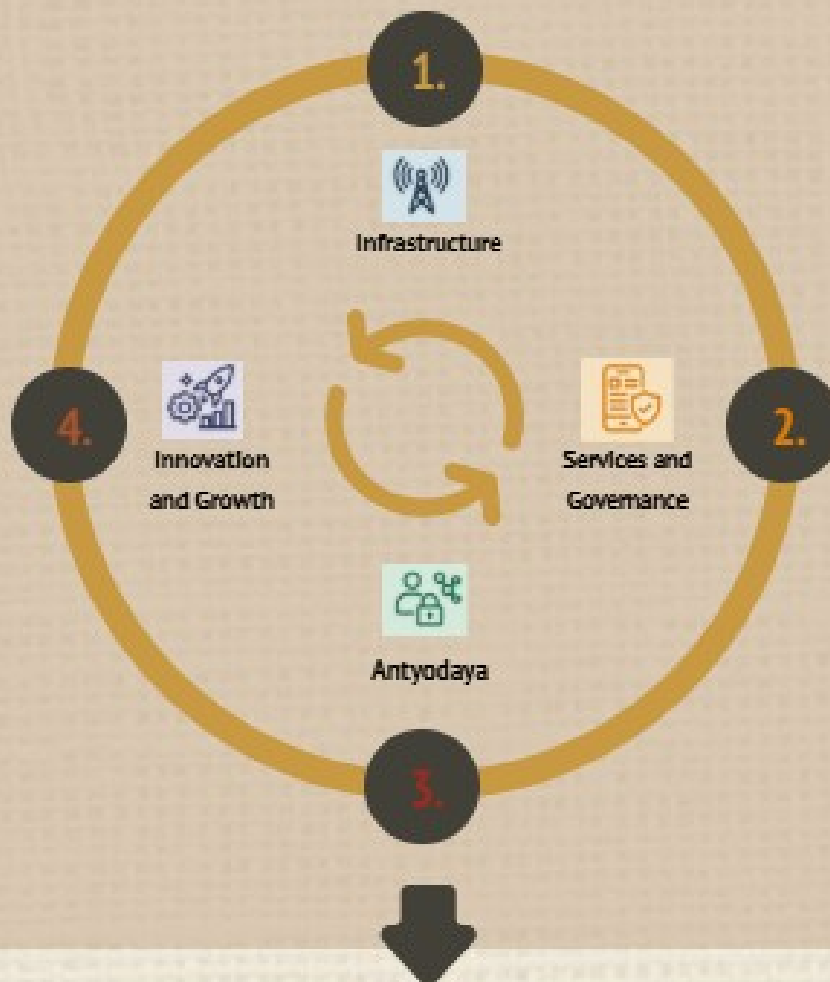 1.
Infrastructure
2.
Services and
Governance
3.
Antyodaya
4.
Innovation
and Growth